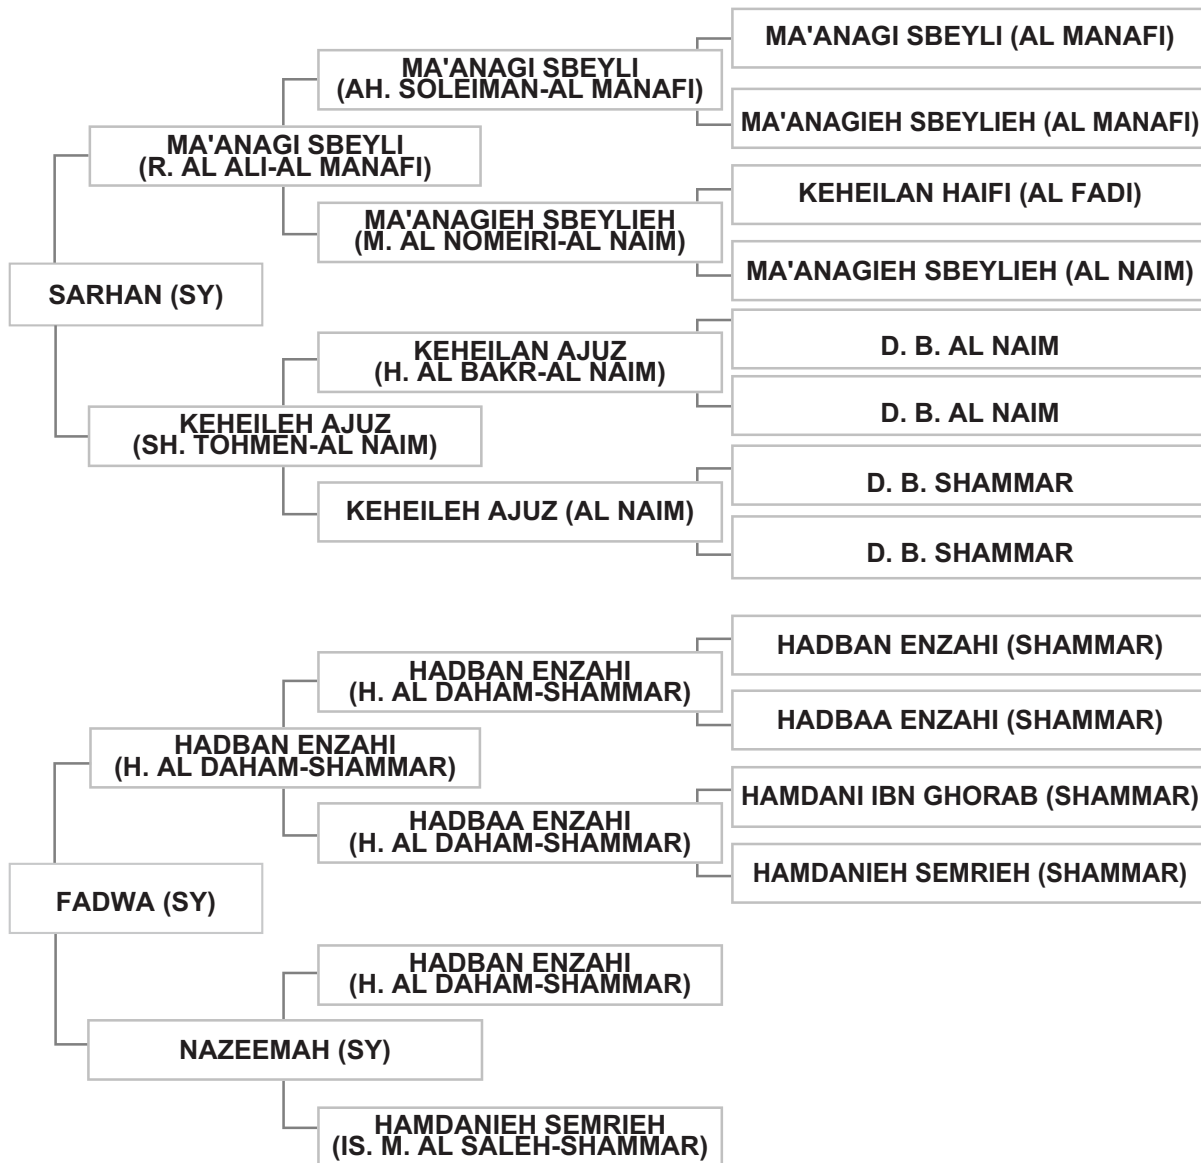 MA'ANAGI SBEYLI (AL MANAFI)
MA'ANAGI SBEYLI
(AH. SOLEIMAN-AL MANAFI)
MA'ANAGIEH SBEYLIEH (AL MANAFI)
MA'ANAGI SBEYLI
(R. AL ALI-AL MANAFI)
KEHEILAN HAIFI (AL FADI)
MA'ANAGIEH SBEYLIEH
(M. AL NOMEIRI-AL NAIM)
MA'ANAGIEH SBEYLIEH (AL NAIM)
SARHAN (SY)
D. B. AL NAIM
KEHEILAN AJUZ
(H. AL BAKR-AL NAIM)
D. B. AL NAIM
KEHEILEH AJUZ
(SH. TOHMEN-AL NAIM)
D. B. SHAMMAR
KEHEILEH AJUZ (AL NAIM)
D. B. SHAMMAR
HADBAN ENZAHI (SHAMMAR)
HADBAN ENZAHI
(H. AL DAHAM-SHAMMAR)
HADBAA ENZAHI (SHAMMAR)
HADBAN ENZAHI
(H. AL DAHAM-SHAMMAR)
HAMDANI IBN GHORAB (SHAMMAR)
HADBAA ENZAHI
(H. AL DAHAM-SHAMMAR)
HAMDANIEH SEMRIEH (SHAMMAR)
FADWA (SY)
HADBAN ENZAHI
(H. AL DAHAM-SHAMMAR)
NAZEEMAH (SY)
HAMDANIEH SEMRIEH
(IS. M. AL SALEH-SHAMMAR)